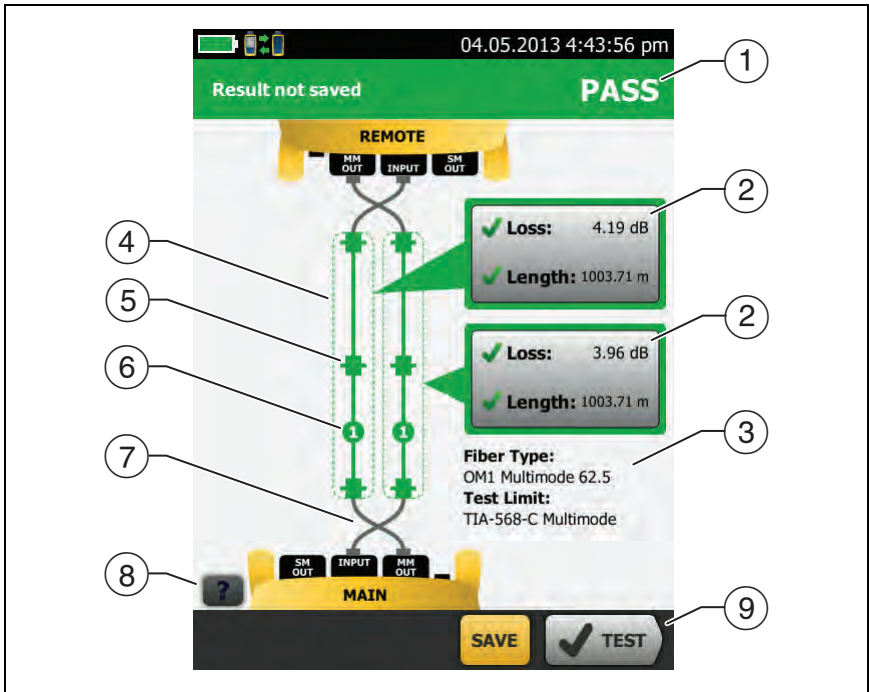 04.05.2013 4:43:56 pm
1
Result not saved
PASS
REMOTE
MM OUT
INPUT
SM OUT
2
Loss: 4.19 dB
Length: 1003.71 m
4
5
2
Loss: 3.96 dB
Length: 1003.71 m
6
1
1
3
Fiber Type:
OM1 Multimode 62.5
Test Limit:
TIA-568-C Multimode
7
SM OUT
INPUT
MM OUT
8
?
MAIN
9
SAVE
TEST